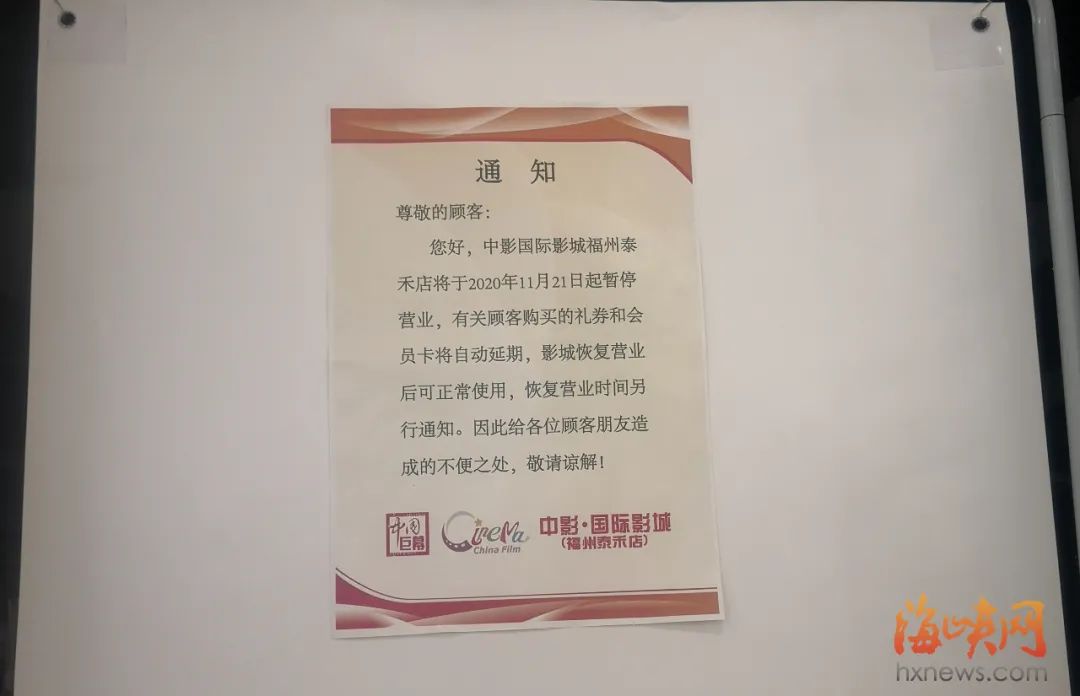 通 知
尊敬的顾客：
您好，中影国际影城福州泰
禾店将于2020年11月21日起暂停
营业，有关顾客购买的礼券和会
员卡将自动延期，影城恢复营业
后可正常使用，恢复营业时间另
行通知。因此给各位顾客朋友造
成的不便之处，敬请谅解！
中国巨幕
CineMa
China Film
中影·国际影城
(福州泰禾店)
海峡网
hxnews.com